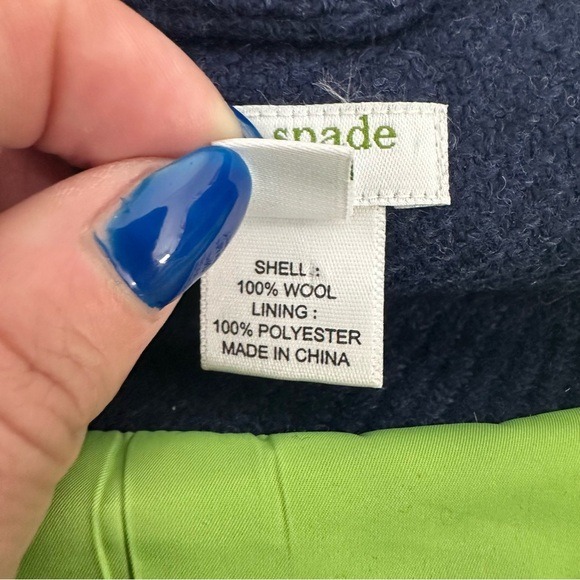 spade
SHELL :
100% WOOL
LINING :
100% POLYESTER
MADE IN CHINA